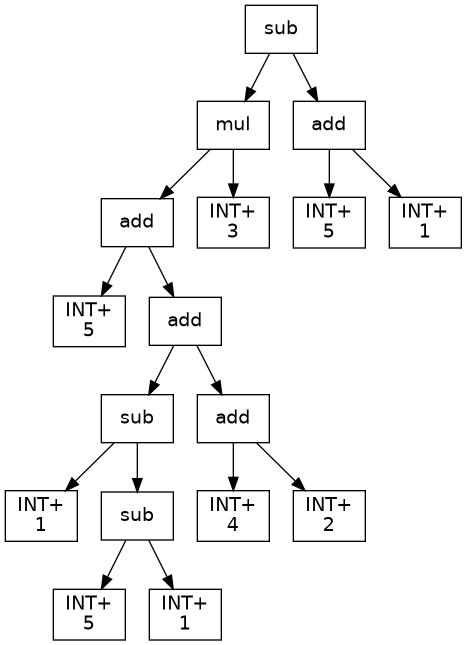 sub
mul
add
add
INT+
3
INT+
5
INT+
1
INT+
5
add
sub
add
INT+
1
sub
INT+
4
INT+
2
INT+
5
INT+
1